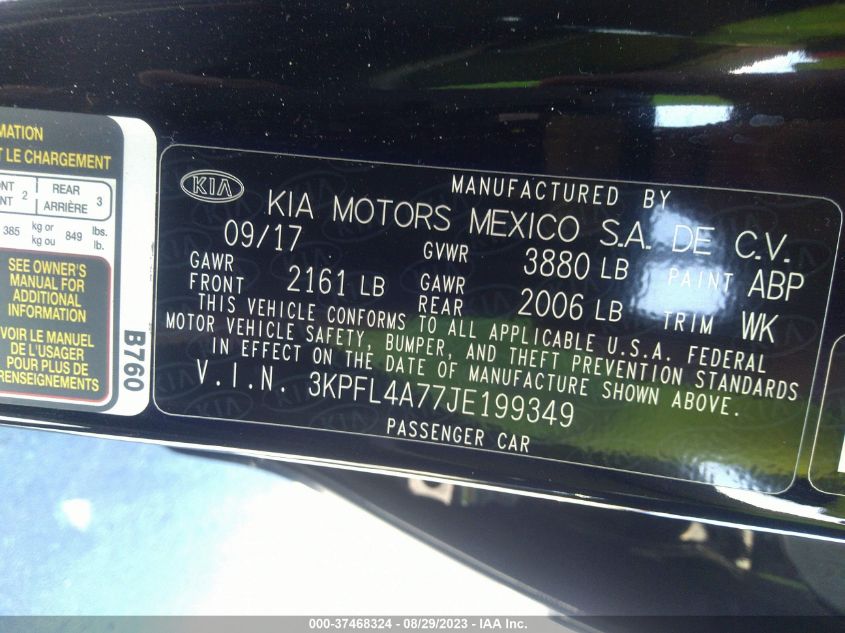 MATION
T LE CHARGEMENT
NT 2 REAR 3
NT ARRIÈRE
385 kg or 849 lbs.
kg ou lb.
SEE OWNER'S
MANUAL FOR
ADDITIONAL
INFORMATION
VOIR LE MANUEL
DE L'USAGER
POUR PLUS DE
RENSEIGNEMENTS
B760
KIA
MANUFACTURED BY
KIA MOTORS MEXICO S.A. DE C.V.
09/17 GVWR 3880 LB PAINT ABP
GAWR FRONT 2161 LB GAWR REAR 2006 LB TRIM WK
THIS VEHICLE CONFORMS TO ALL APPLICABLE U.S.A. FEDERAL
MOTOR VEHICLE SAFETY, BUMPER, AND THEFT PREVENTION STANDARDS
IN EFFECT ON THE DATE OF MANUFACTURE SHOWN ABOVE.
V.I.N. 3KPFL4A77JE199349
PASSENGER CAR
000-37468324 - 08/29/2023 - IAA Inc.